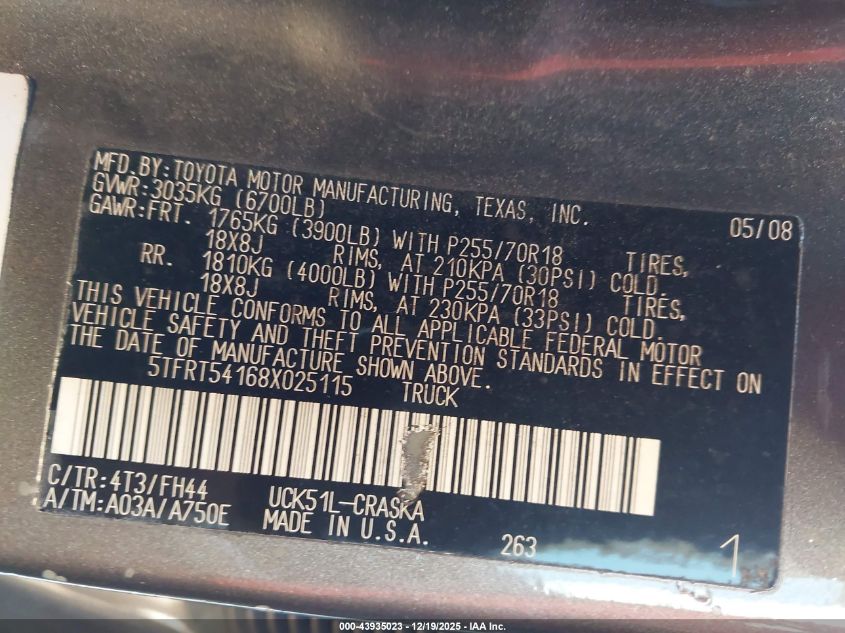 MFD. BY: TOYOTA MOTOR MANUFACTURING, TEXAS, INC. 05/08
GVWR: 3035KG (6700LB)
GAWR: FRT. 1765KG (3900LB) WITH P255/70R18 TIRES,
18X8J RIMS, AT 210KPA (30PSI) COLD
RR. 1810KG (4000LB) WITH P255/70R18 TIRES,
18X8J RIMS, AT 230KPA (33PSI) COLD.
THIS VEHICLE CONFORMS TO ALL APPLICABLE FEDERAL MOTOR
VEHICLE SAFETY AND THEFT PREVENTION STANDARDS IN EFFECT ON
THE DATE OF MANUFACTURE SHOWN ABOVE.
5TFRT54168X025115 TRUCK
C/TR: 4T3/FH44 UCK51L-CRASKA
A/TM: A03A/A750E MADE IN U.S.A. 263 1
000-43935023 - 12/19/2025 - IAA Inc.